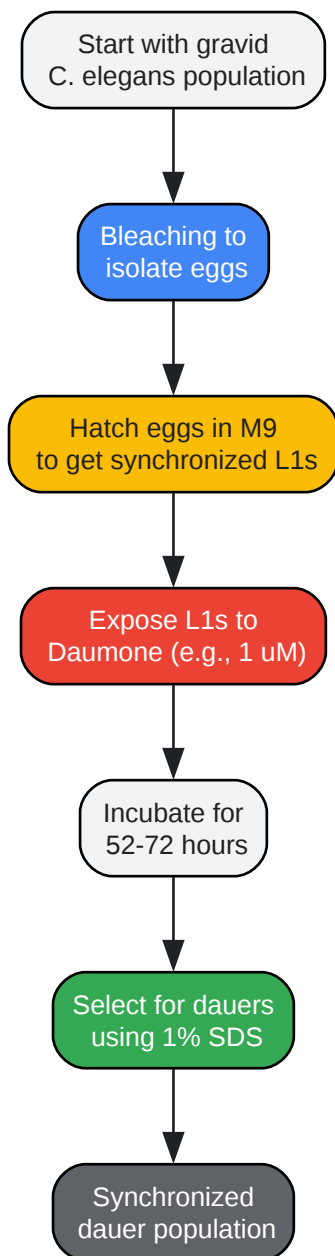 Start with gravid
C. elegans population
Bleaching to
isolate eggs
Hatch eggs in M9
to get synchronized L1s
Expose L1s to
Daumone (e.g., 1 uM)
Incubate for
52-72 hours
Select for dauers
using 1% SDS
Synchronized
dauer population